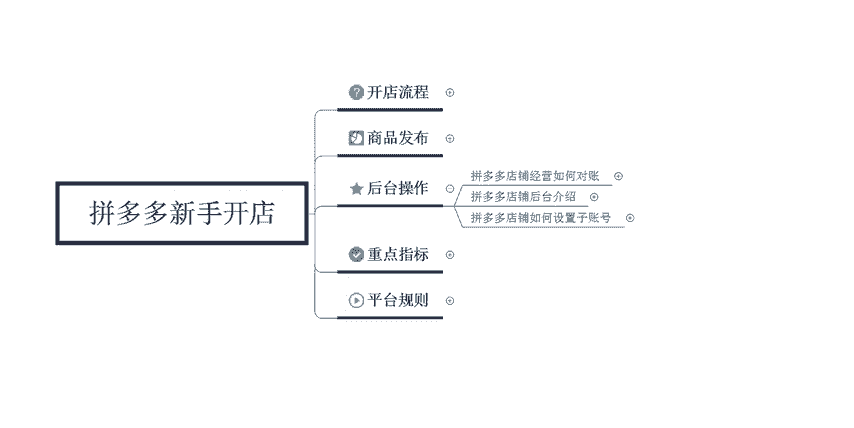 开店流程
商品发布
拼多多新手开店
后台操作
拼多多店铺经营如何对账
拼多多店铺后台介绍
拼多多店铺如何设置子账号
重点指标
平台规则